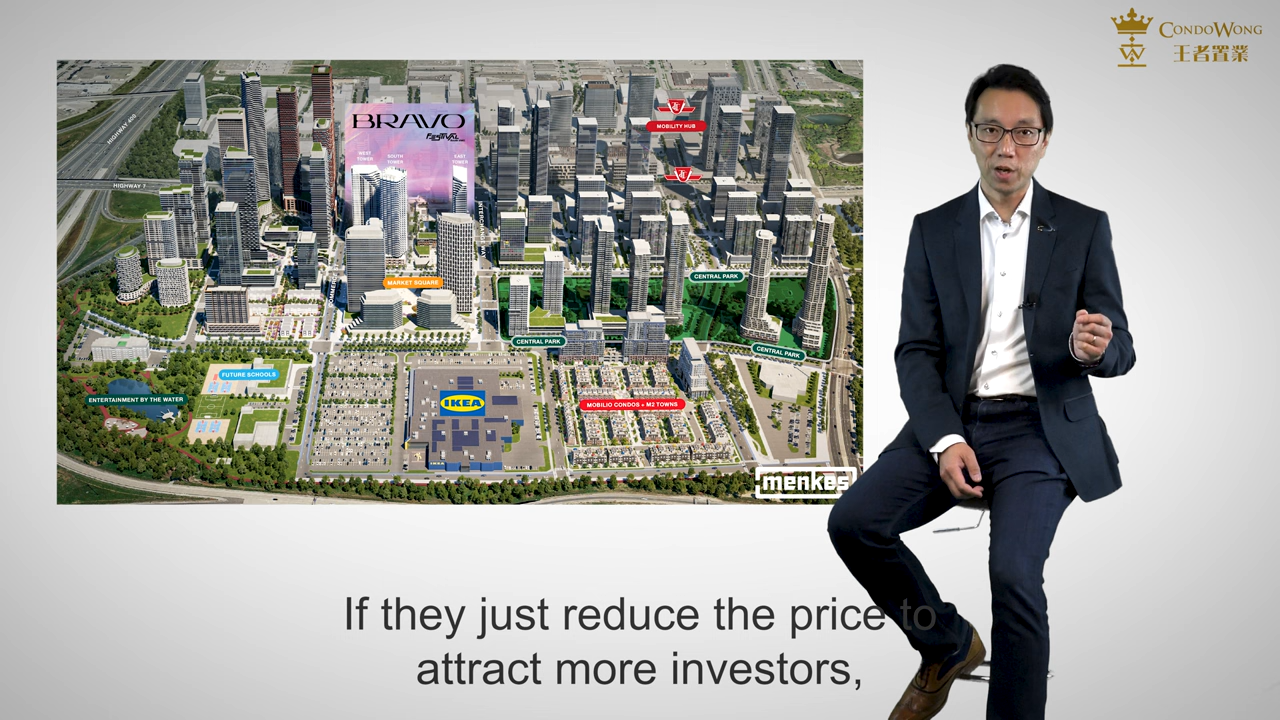 CondoWong
王者置業
BRAVO
FESTIVAL
WEST
TOWER
SOUTH
TOWER
EAST
TOWER
MOBILITY HUB
HIGHWAY 400
HIGHWAY 7
CENTRAL PARK
MARKET SQUARE
CENTRAL PARK
CENTRAL PARK
FUTURE SCHOOLS
ENTERTAINMENT BY THE WATER
IKEA
IKEA
MOBILIO CONDOS + M2 TOWNS
menkes
If they just reduce the price to
attract more investors,